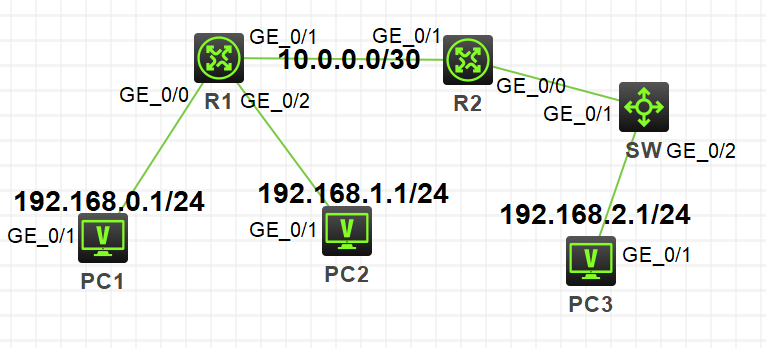 GE_0/1
GE_0/1
10.0.0.0/30
GE_0/0
R1
GE_0/2
R2
GE_0/0
GE_0/1
SW
GE_0/2
192.168.0.1/24
192.168.1.1/24
192.168.2.1/24
GE_0/1
V
PC1
GE_0/1
V
PC2
GE_0/1
V
PC3